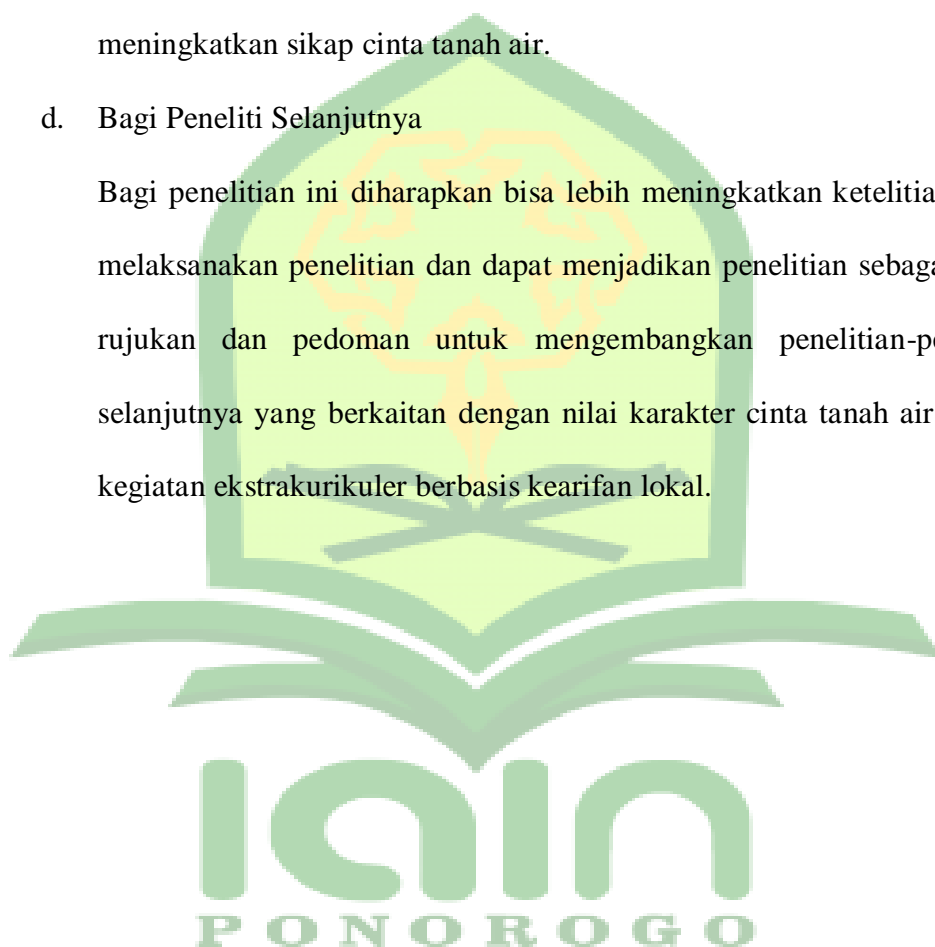 meningkatkan sikap cinta tanah air.
d. Bagi Peneliti Selanjutnya
Bagi penelitian ini diharapkan bisa lebih meningkatkan ketelitia
melaksanakan penelitian dan dapat menjadikan penelitian sebaga
rujukan dan pedoman untuk mengembangkan penelitian-pe
selanjutnya yang berkaitan dengan nilai karakter cinta tanah air
kegiatan ekstrakurikuler berbasis kearifan lokal.
iain
PONOROGO